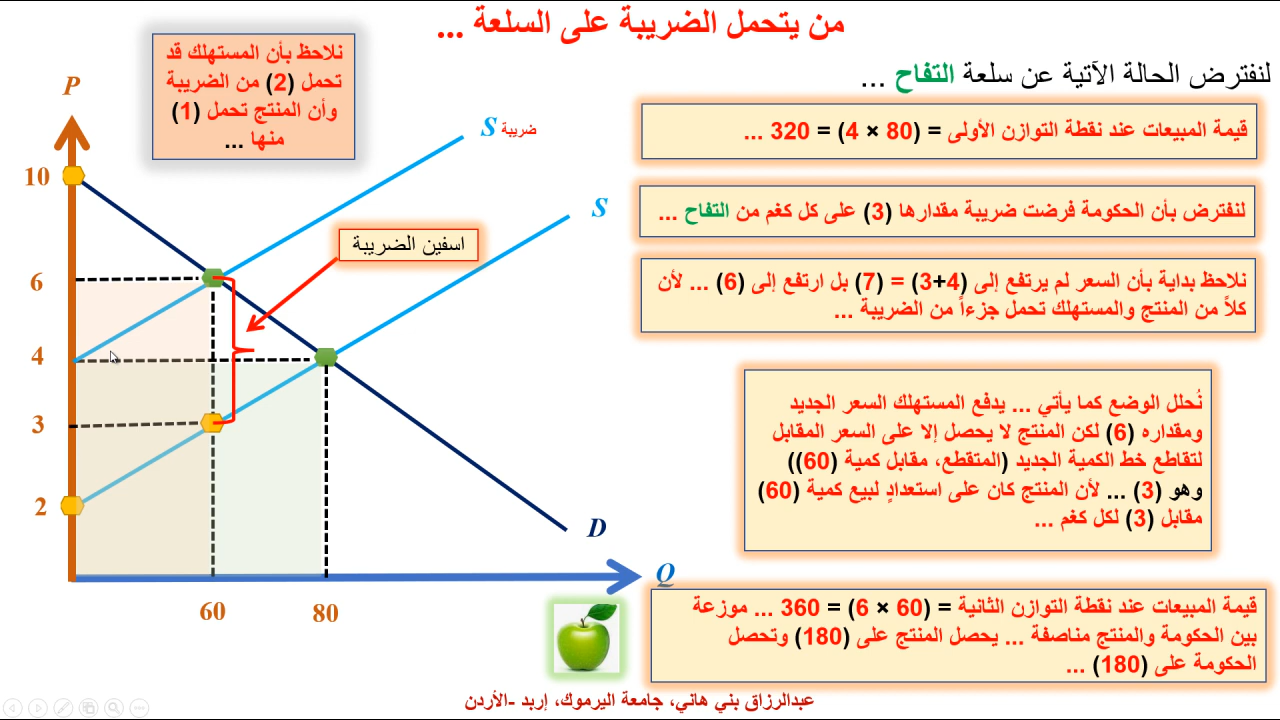 من يتحمل الضريبة على السلعة ...
لنفترض الحالة الآتية عن سلعة التفاح ...
قيمة المبيعات عند نقطة التوازن الأولى = (80 × 4) = 320 ...
لنفترض بأن الحكومة فرضت ضريبة مقدارها (3) على كل كغم من التفاح ...
نلاحظ بداية بأن السعر لم يرتفع إلى (4+3) = (7) بل ارتفع إلى (6) ... لأن
كلاً من المنتج والمستهلك تحمل جزءاً من الضريبة ...
نُحلل الوضع كما يأتي ... يدفع المستهلك السعر الجديد
ومقداره (6) لكن المنتج لا يحصل إلا على السعر المقابل
لتقاطع خط الكمية الجديد (المتقطع، مقابل كمية (60))
وهو (3) ... لأن المنتج كان على استعدادٍ لبيع كمية (60)
مقابل (3) لكل كغم ...
قيمة المبيعات عند نقطة التوازن الثانية = (60 × 6) = 360 ... موزعة
بين الحكومة والمنتج مناصفة ... يحصل المنتج على (180) وتحصل
الحكومة على (180) ...
نلاحظ بأن المستهلك قد
تحمل (2) من الضريبة
وأن المنتج تحمل (1)
منها ...
P
S ضريبة
S
اسفين الضريبة
10
6
4
3
2
D
Q
60
80
عبدالرزاق بني هاني، جامعة اليرموك، إربد -الأردن